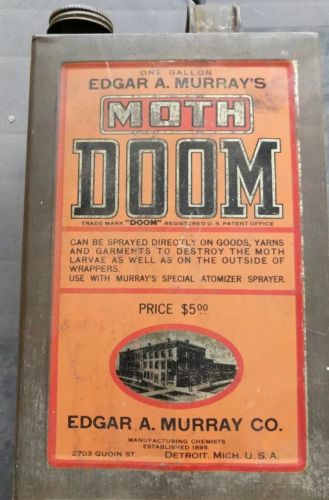 ONE GALLON
EDGAR A. MURRAY'S
MOTH
DOOM
TRADE MARK "DOOM" REGISTERED U.S. PATENT OFFICE
CAN BE SPRAYED DIRECTLY ON GOODS, YARNS
AND GARMENTS TO DESTROY THE MOTH
LARVAE AS WELL AS ON THE OUTSIDE OF
WRAPPERS.
USE WITH MURRAY'S SPECIAL ATOMIZER SPRAYER.
PRICE $5.00
EDGAR A. MURRAY CO.
MANUFACTURING CHEMISTS
ESTABLISHED 1895
2703 GUOIN ST. DETROIT, MICH. U.S.A.